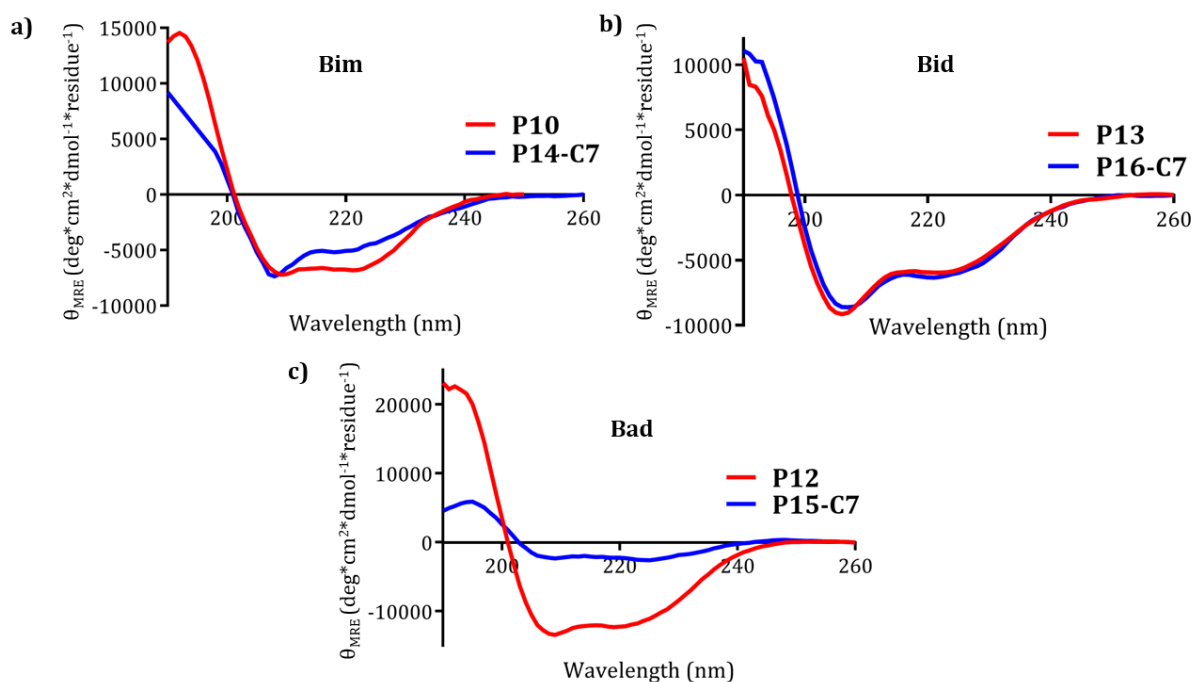 a)
Bim
15000
10000
5000
0
-5000
-10000
200
220
240
260
P10
P14-C7
θMRE (deg*cm²*dmol⁻¹*residue⁻¹)
Wavelength (nm)
b)
Bid
10000
5000
0
-5000
-10000
200
220
240
260
P13
P16-C7
θMRE (deg*cm²*dmol⁻¹*residue⁻¹)
Wavelength (nm)
c)
Bad
20000
10000
0
-10000
200
220
240
260
P12
P15-C7
θMRE (deg*cm²*dmol⁻¹*residue⁻¹)
Wavelength (nm)